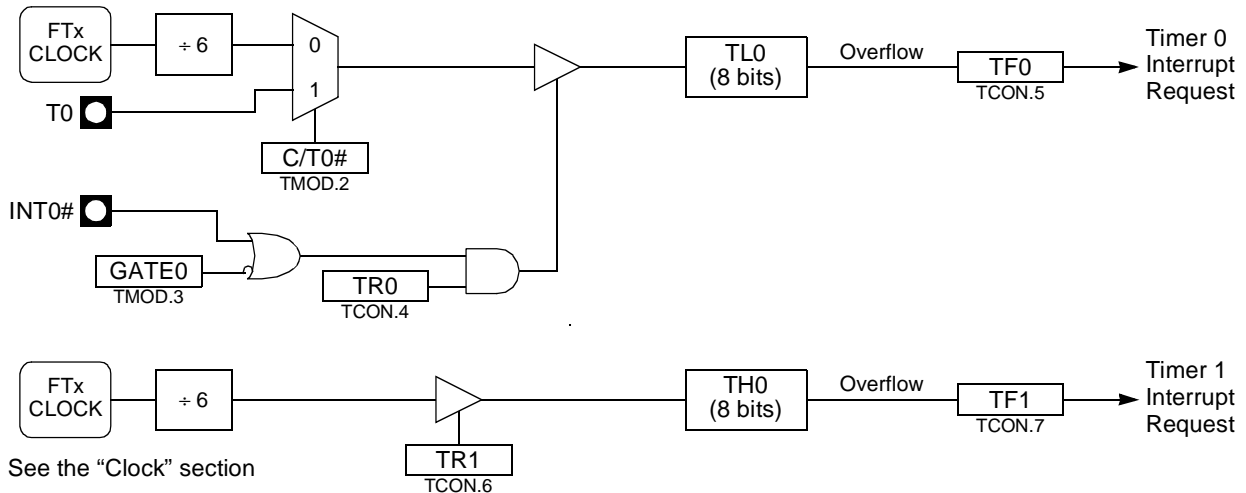 FTx
CLOCK
÷ 6
0
1
T0
C/T0#
TMOD.2
TL0
(8 bits)
Overflow
TF0
TCON.5
Timer 0
Interrupt
Request
INT0#
GATE0
TMOD.3
TR0
TCON.4
FTx
CLOCK
÷ 6
TR1
TCON.6
TH0
(8 bits)
Overflow
TF1
TCON.7
Timer 1
Interrupt
Request
See the “Clock” section